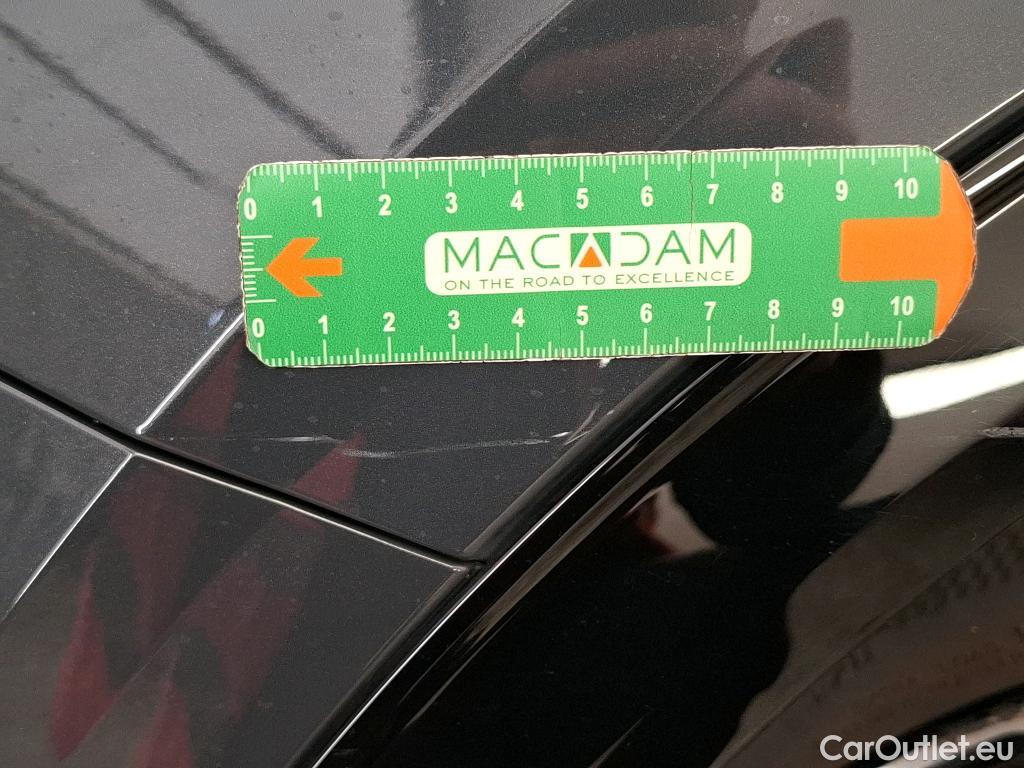 0 1 2 3 4 5 6 7 8 9 10
MACADAM
ON THE ROAD TO EXCELLENCE
0 1 2 3 4 5 6 7 8 9 10
CarOutlet.eu